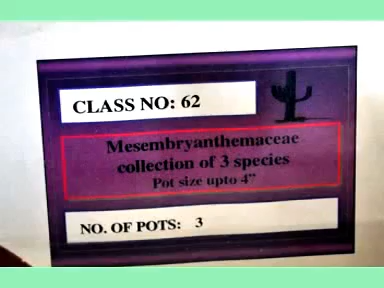 CLASS NO: 62
Mesembryanthemaceae
collection of 3 species
Pot size upto 4"
NO. OF POTS: 3